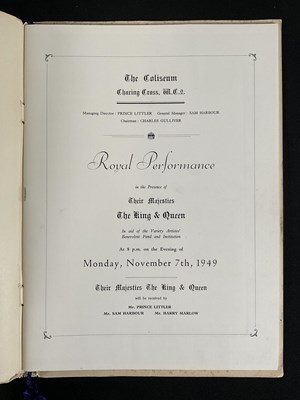 The Coliseum
Charing Cross, W.C.2.
Managing Director: PRINCE LITTLER General Manager: SAM HARBOUR
Chairman: CHARLES GULLIVER
Royal Performance
in the Presence of
Their Majesties
The King & Queen
In aid of the Variety Artistes'
Benevolent Fund and Institution
At 8 p.m. on the Evening of
Monday, November 7th, 1949
Their Majesties The King & Queen
will be received by
Mr. PRINCE LITTLER
Mr. SAM HARBOUR Mr. HARRY MARLOW